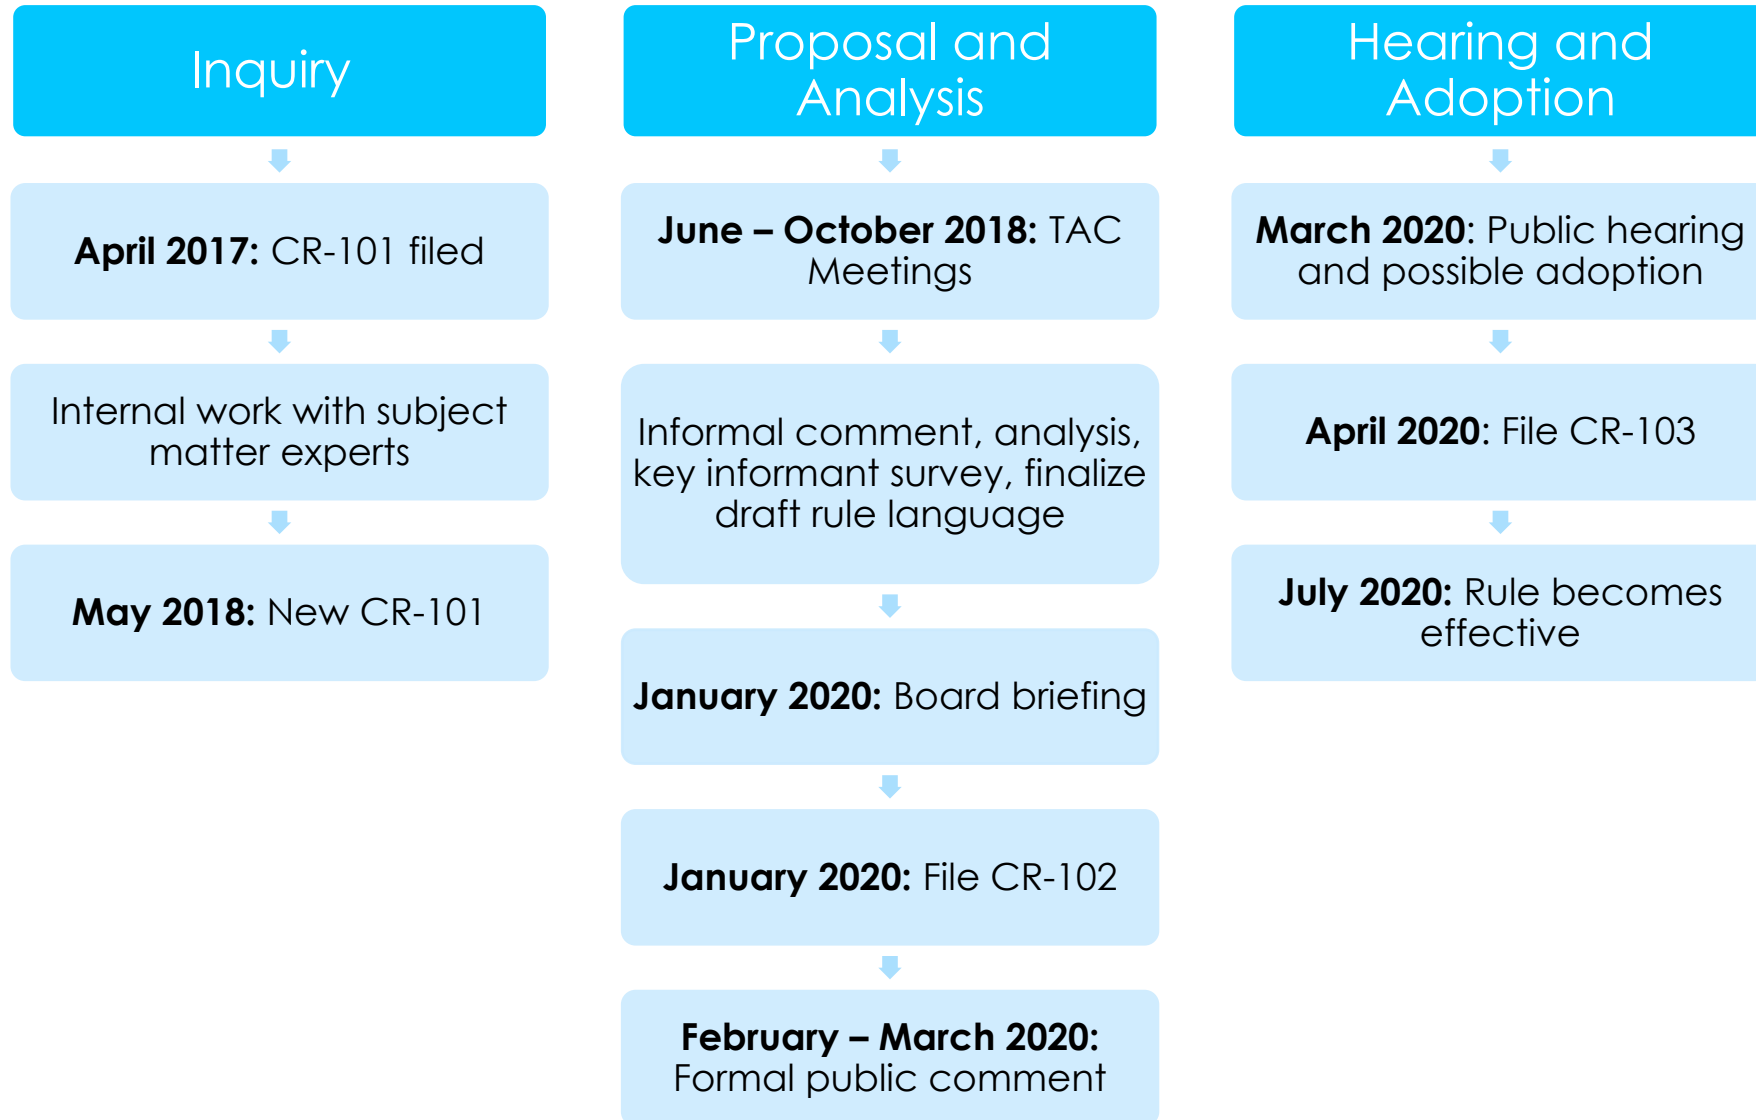 Inquiry
April 2017: CR-101 filed
Internal work with subject
matter experts
May 2018: New CR-101
Proposal and
Analysis
June – October 2018: TAC
Meetings
Informal comment, analysis,
key informant survey, finalize
draft rule language
January 2020: Board briefing
January 2020: File CR-102
February – March 2020:
Formal public comment
Hearing and
Adoption
March 2020: Public hearing
and possible adoption
April 2020: File CR-103
July 2020: Rule becomes
effective